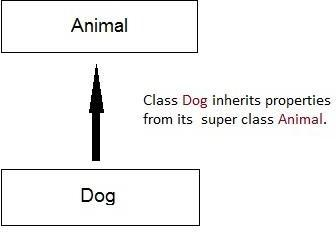 Animal
Class Dog inherits properties
from its super class Animal.
Dog